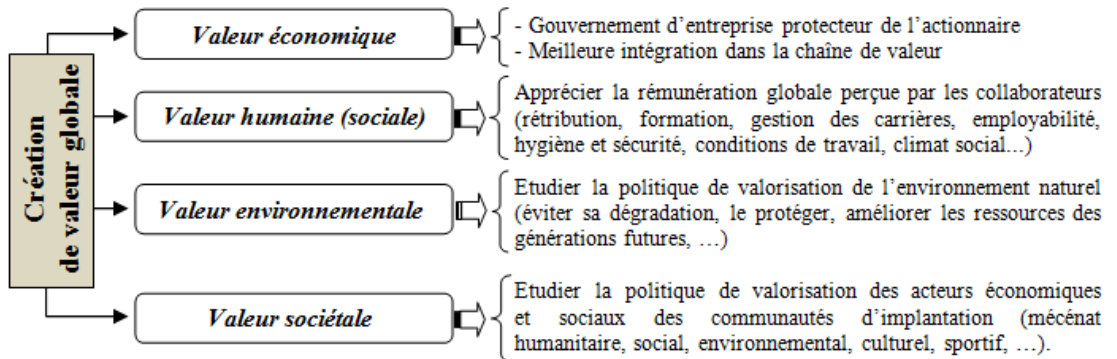 Création
de valeur globale
Valeur économique
- Gouvernement d’entreprise protecteur de l’actionnaire
- Meilleure intégration dans la chaîne de valeur
Valeur humaine (sociale)
Apprécier la rémunération globale perçue par les collaborateurs
(rétribution, formation, gestion des carrières, employabilité,
hygiène et sécurité, conditions de travail, climat social...)
Valeur environnementale
Etudier la politique de valorisation de l’environnement naturel
(éviter sa dégradation, le protéger, améliorer les ressources des
générations futures, …)
Valeur sociétale
Etudier la politique de valorisation des acteurs économiques
et sociaux des communautés d’implantation (mécénat
humanitaire, social, environnemental, culturel, sportif, …).